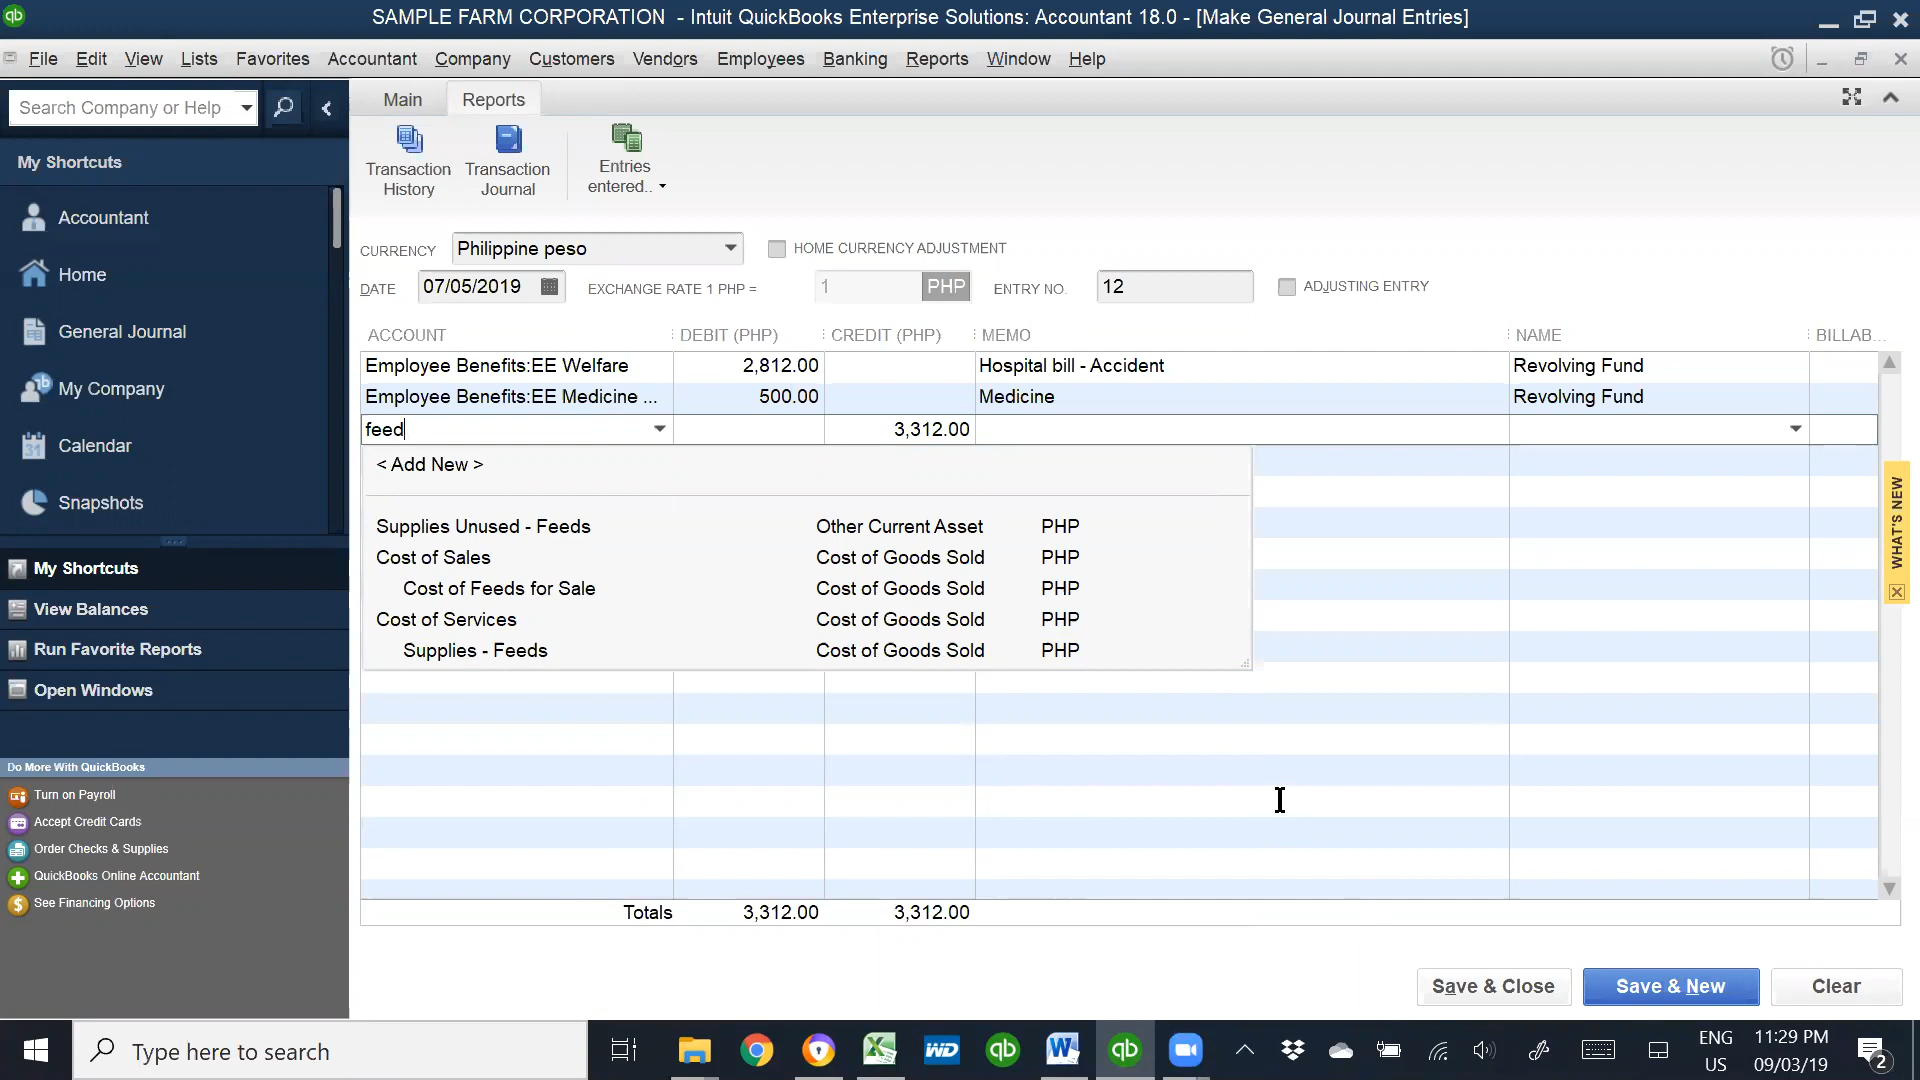 qb SAMPLE FARM CORPORATION - Intuit QuickBooks Enterprise Solutions: Accountant 18.0 - [Make General Journal Entries]
File Edit View Lists Favorites Accountant Company Customers Vendors Employees Banking Reports Window Help
Search Company or Help
Main Reports
Transaction History
Transaction Journal
Entries entered..
My Shortcuts
Accountant
Home
General Journal
My Company
31 Calendar
Snapshots
My Shortcuts
View Balances
Run Favorite Reports
Open Windows
Do More With QuickBooks
Turn on Payroll
Accept Credit Cards
Order Checks & Supplies
QuickBooks Online Accountant
$ See Financing Options
CURRENCY Philippine peso HOME CURRENCY ADJUSTMENT
DATE 07/05/2019 EXCHANGE RATE 1 PHP = 1 PHP ENTRY NO. 12 ADJUSTING ENTRY
ACCOUNT DEBIT (PHP) CREDIT (PHP) MEMO NAME BILLAB...
Employee Benefits:EE Welfare 2,812.00 Hospital bill - Accident Revolving Fund
Employee Benefits:EE Medicine ... 500.00 Medicine Revolving Fund
feed 3,312.00
< Add New >
Supplies Unused - Feeds Other Current Asset PHP
Cost of Sales Cost of Goods Sold PHP
Cost of Feeds for Sale Cost of Goods Sold PHP
Cost of Services Cost of Goods Sold PHP
Supplies - Feeds Cost of Goods Sold PHP
WHAT'S NEW
Totals 3,312.00 3,312.00
Save & Close Save & New Clear
Type here to search
WD qb W qb
ENG
US
11:29 PM
09/03/19
2